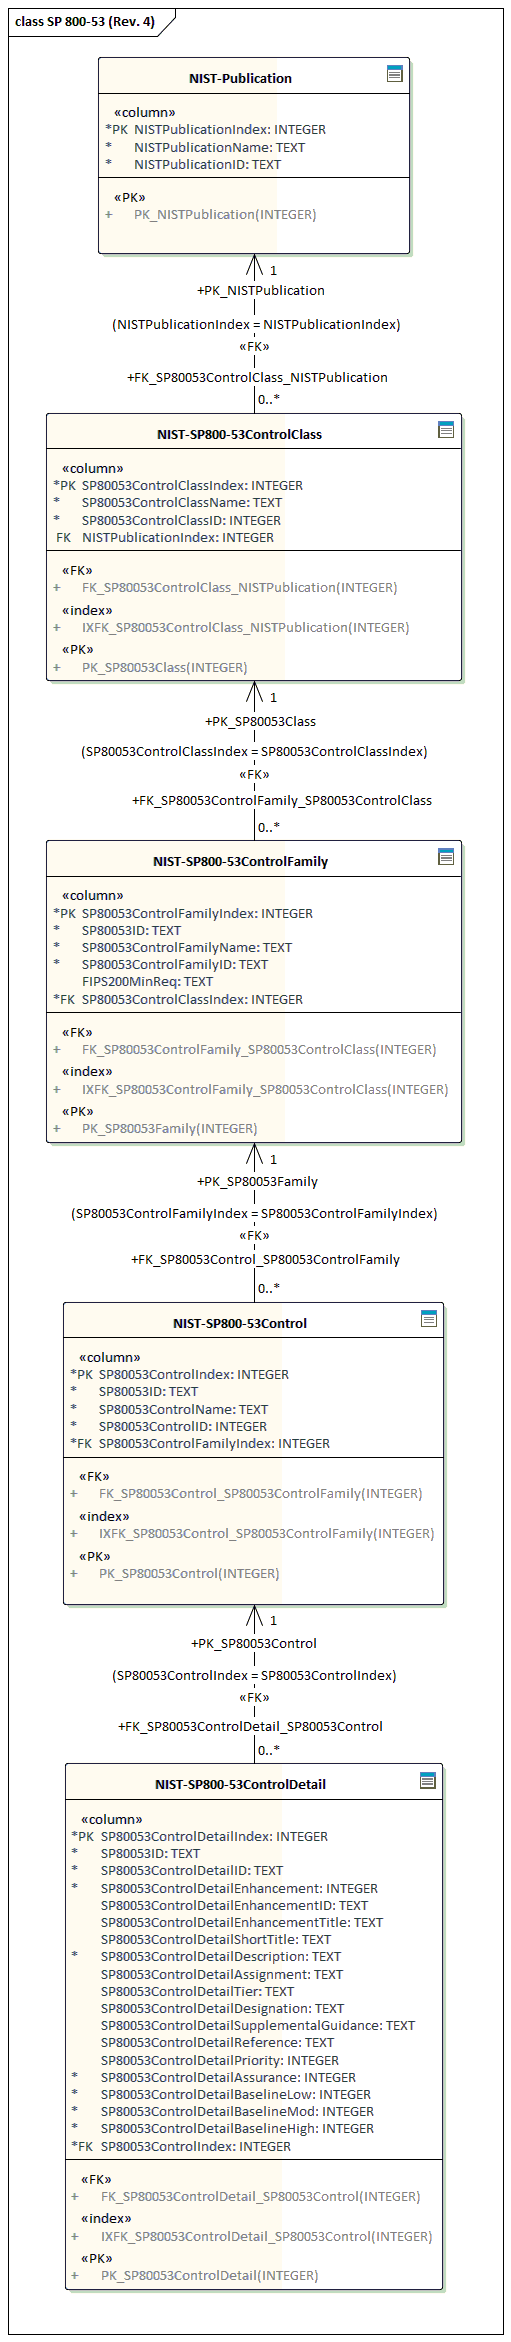 class SP 800-53 (Rev. 4)
NIST-Publication
«column»
*PK NISTPublicationIndex: INTEGER
* NISTPublicationName: TEXT
* NISTPublicationID: TEXT
«PK»
+ PK_NISTPublication(INTEGER)
1
+PK_NISTPublication
(NISTPublicationIndex = NISTPublicationIndex)
«FK»
+FK_SP80053ControlClass_NISTPublication
0..*
NIST-SP800-53ControlClass
«column»
*PK SP80053ControlClassIndex: INTEGER
* SP80053ControlClassName: TEXT
* SP80053ControlClassID: INTEGER
FK NISTPublicationIndex: INTEGER
«FK»
+ FK_SP80053ControlClass_NISTPublication(INTEGER)
«index»
+ IXFK_SP80053ControlClass_NISTPublication(INTEGER)
«PK»
+ PK_SP80053Class(INTEGER)
1
+PK_SP80053Class
(SP80053ControlClassIndex = SP80053ControlClassIndex)
«FK»
+FK_SP80053ControlFamily_SP80053ControlClass
0..*
NIST-SP800-53ControlFamily
«column»
*PK SP80053ControlFamilyIndex: INTEGER
* SP80053ID: TEXT
* SP80053ControlFamilyName: TEXT
* SP80053ControlFamilyID: TEXT
FIPS200MinReq: TEXT
*FK SP80053ControlClassIndex: INTEGER
«FK»
+ FK_SP80053ControlFamily_SP80053ControlClass(INTEGER)
«index»
+ IXFK_SP80053ControlFamily_SP80053ControlClass(INTEGER)
«PK»
+ PK_SP80053Family(INTEGER)
1
+PK_SP80053Family
(SP80053ControlFamilyIndex = SP80053ControlFamilyIndex)
«FK»
+FK_SP80053Control_SP80053ControlFamily
0..*
NIST-SP800-53Control
«column»
*PK SP80053ControlIndex: INTEGER
* SP80053ID: TEXT
* SP80053ControlName: TEXT
* SP80053ControlID: INTEGER
*FK SP80053ControlFamilyIndex: INTEGER
«FK»
+ FK_SP80053Control_SP80053ControlFamily(INTEGER)
«index»
+ IXFK_SP80053Control_SP80053ControlFamily(INTEGER)
«PK»
+ PK_SP80053Control(INTEGER)
1
+PK_SP80053Control
(SP80053ControlIndex = SP80053ControlIndex)
«FK»
+FK_SP80053ControlDetail_SP80053Control
0..*
NIST-SP800-53ControlDetail
«column»
*PK SP80053ControlDetailIndex: INTEGER
* SP80053ID: TEXT
* SP80053ControlDetailID: TEXT
* SP80053ControlDetailEnhancement: INTEGER
SP80053ControlDetailEnhancementID: TEXT
SP80053ControlDetailEnhancementTitle: TEXT
SP80053ControlDetailShortTitle: TEXT
* SP80053ControlDetailDescription: TEXT
SP80053ControlDetailAssignment: TEXT
SP80053ControlDetailTier: TEXT
SP80053ControlDetailDesignation: TEXT
SP80053ControlDetailSupplementalGuidance: TEXT
SP80053ControlDetailReference: TEXT
SP80053ControlDetailPriority: INTEGER
* SP80053ControlDetailAssurance: INTEGER
* SP80053ControlDetailBaselineLow: INTEGER
* SP80053ControlDetailBaselineMod: INTEGER
* SP80053ControlDetailBaselineHigh: INTEGER
*FK SP80053ControlIndex: INTEGER
«FK»
+ FK_SP80053ControlDetail_SP80053Control(INTEGER)
«index»
+ IXFK_SP80053ControlDetail_SP80053Control(INTEGER)
«PK»
+ PK_SP80053ControlDetail(INTEGER)